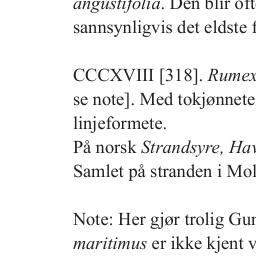 angustifolia. Den blir oft
sannsynligvis det eldste f
CCCXVIII [318]. Rumex
se note]. Med tokjønnete
linjeformete.
På norsk Strandsyre, Hav
Samlet på stranden i Mol
Note: Her gjør trolig Gun
maritimus er ikke kjent v